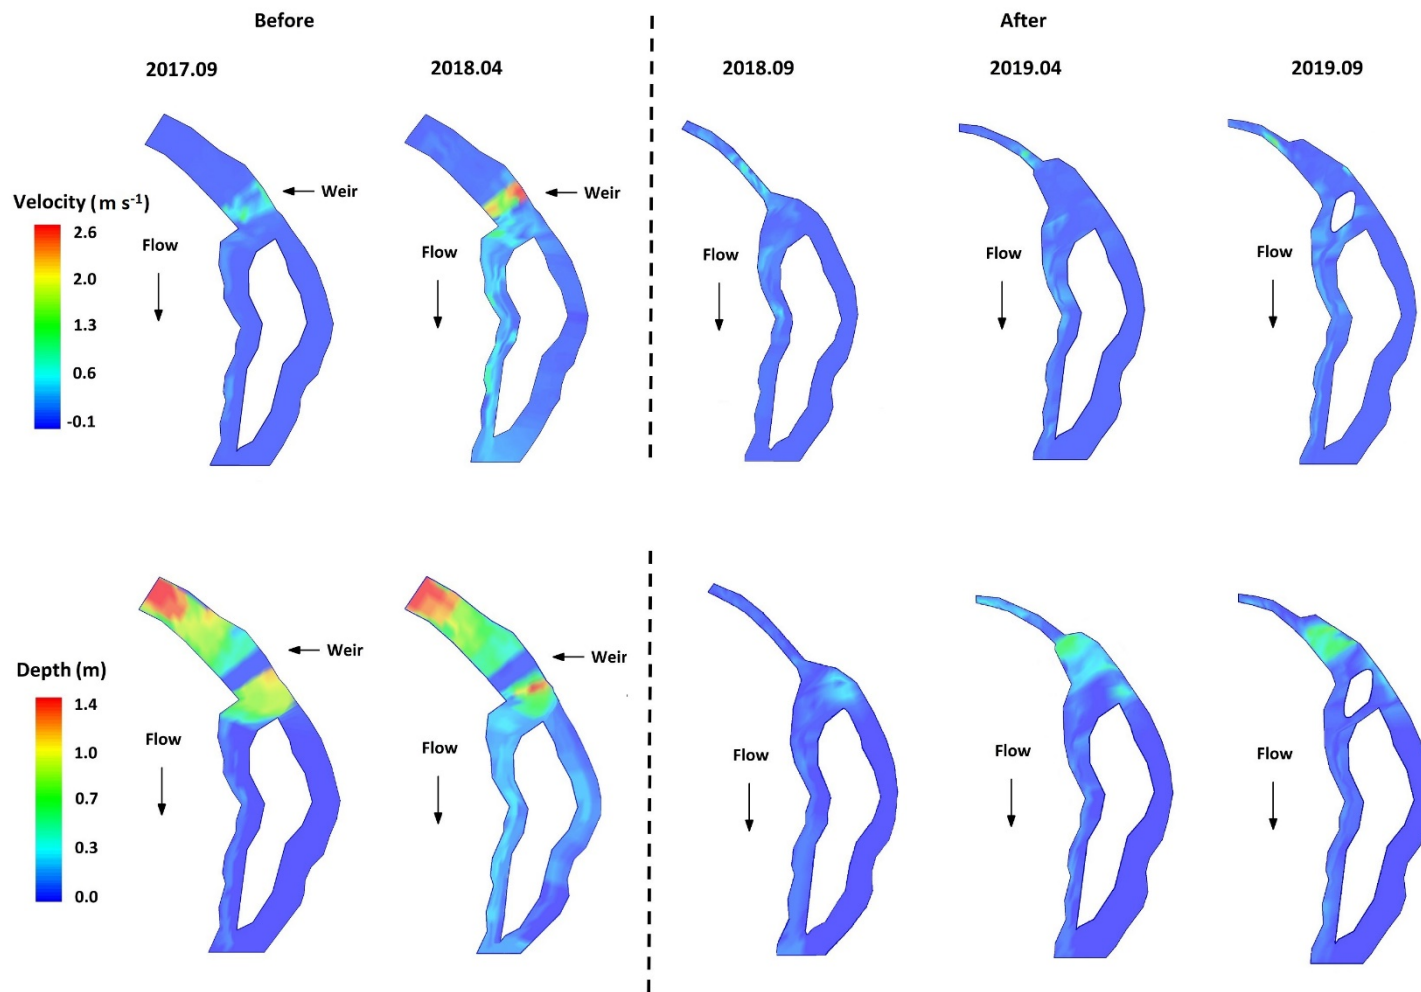 Before
After
2017.09
2018.04
2018.09
2019.04
2019.09
Weir
Weir
Velocity (m s⁻¹)
2.6
2.0
1.3
0.6
-0.1
Flow
Flow
Flow
Flow
Flow
Weir
Weir
Depth (m)
1.4
1.0
0.7
0.3
0.0
Flow
Flow
Flow
Flow
Flow